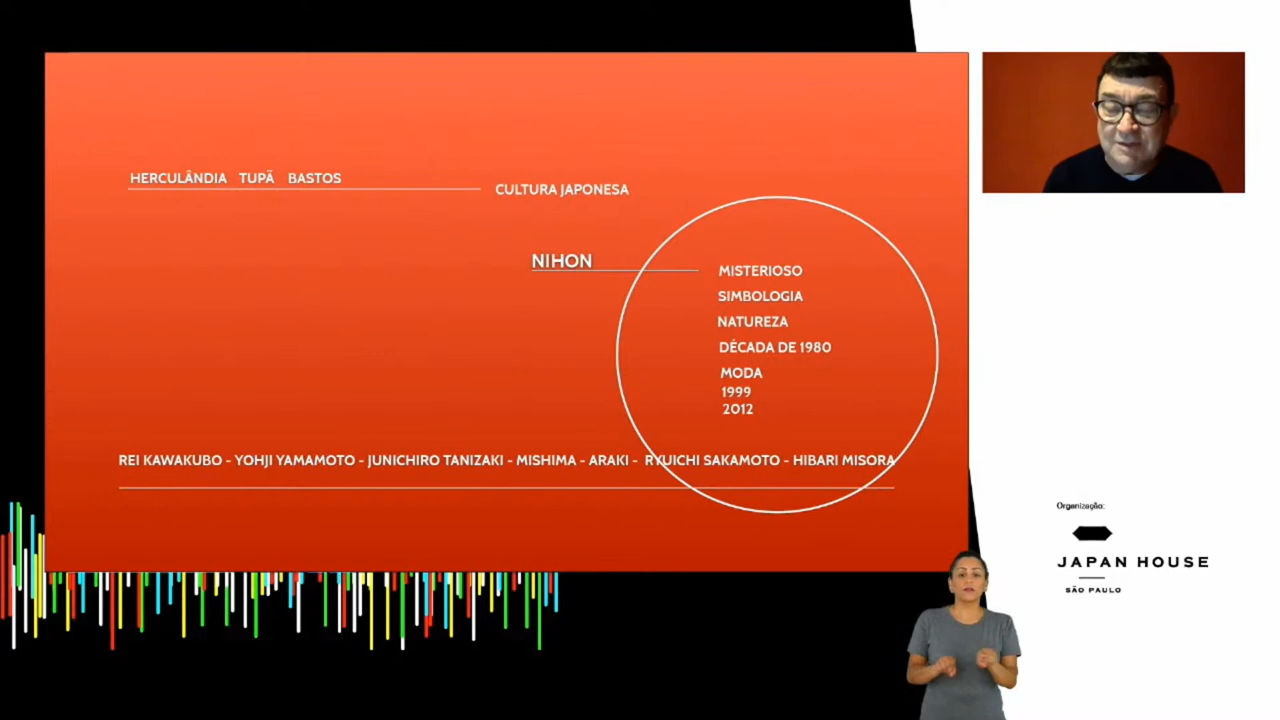 HERCULÂNDIA TUPÃ BASTOS
CULTURA JAPONESA
NIHON
MISTERIOSO
SIMBOLOGIA
NATUREZA
DÉCADA DE 1980
MODA
1999
2012
REI KAWAKUBO - YOHJI YAMAMOTO - JUNICHIRO TANIZAKI - MISHIMA - ARAKI - RYUICHI SAKAMOTO - HIBARI MISORA
Organização:
JAPAN HOUSE
SÃO PAULO